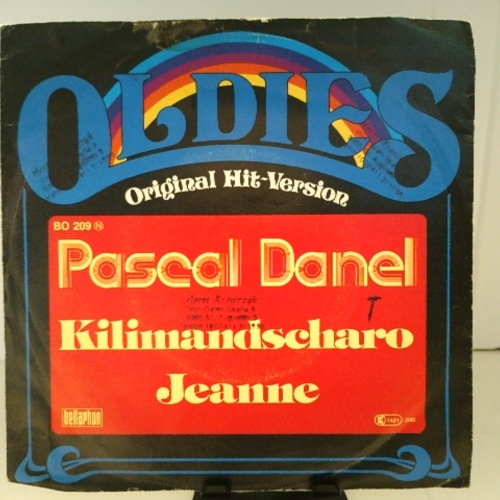 OLDIES
Original Hit-Version
BO 209 N
Pascal Danel
Kilimandscharo
T
Jeanne
bellaphon